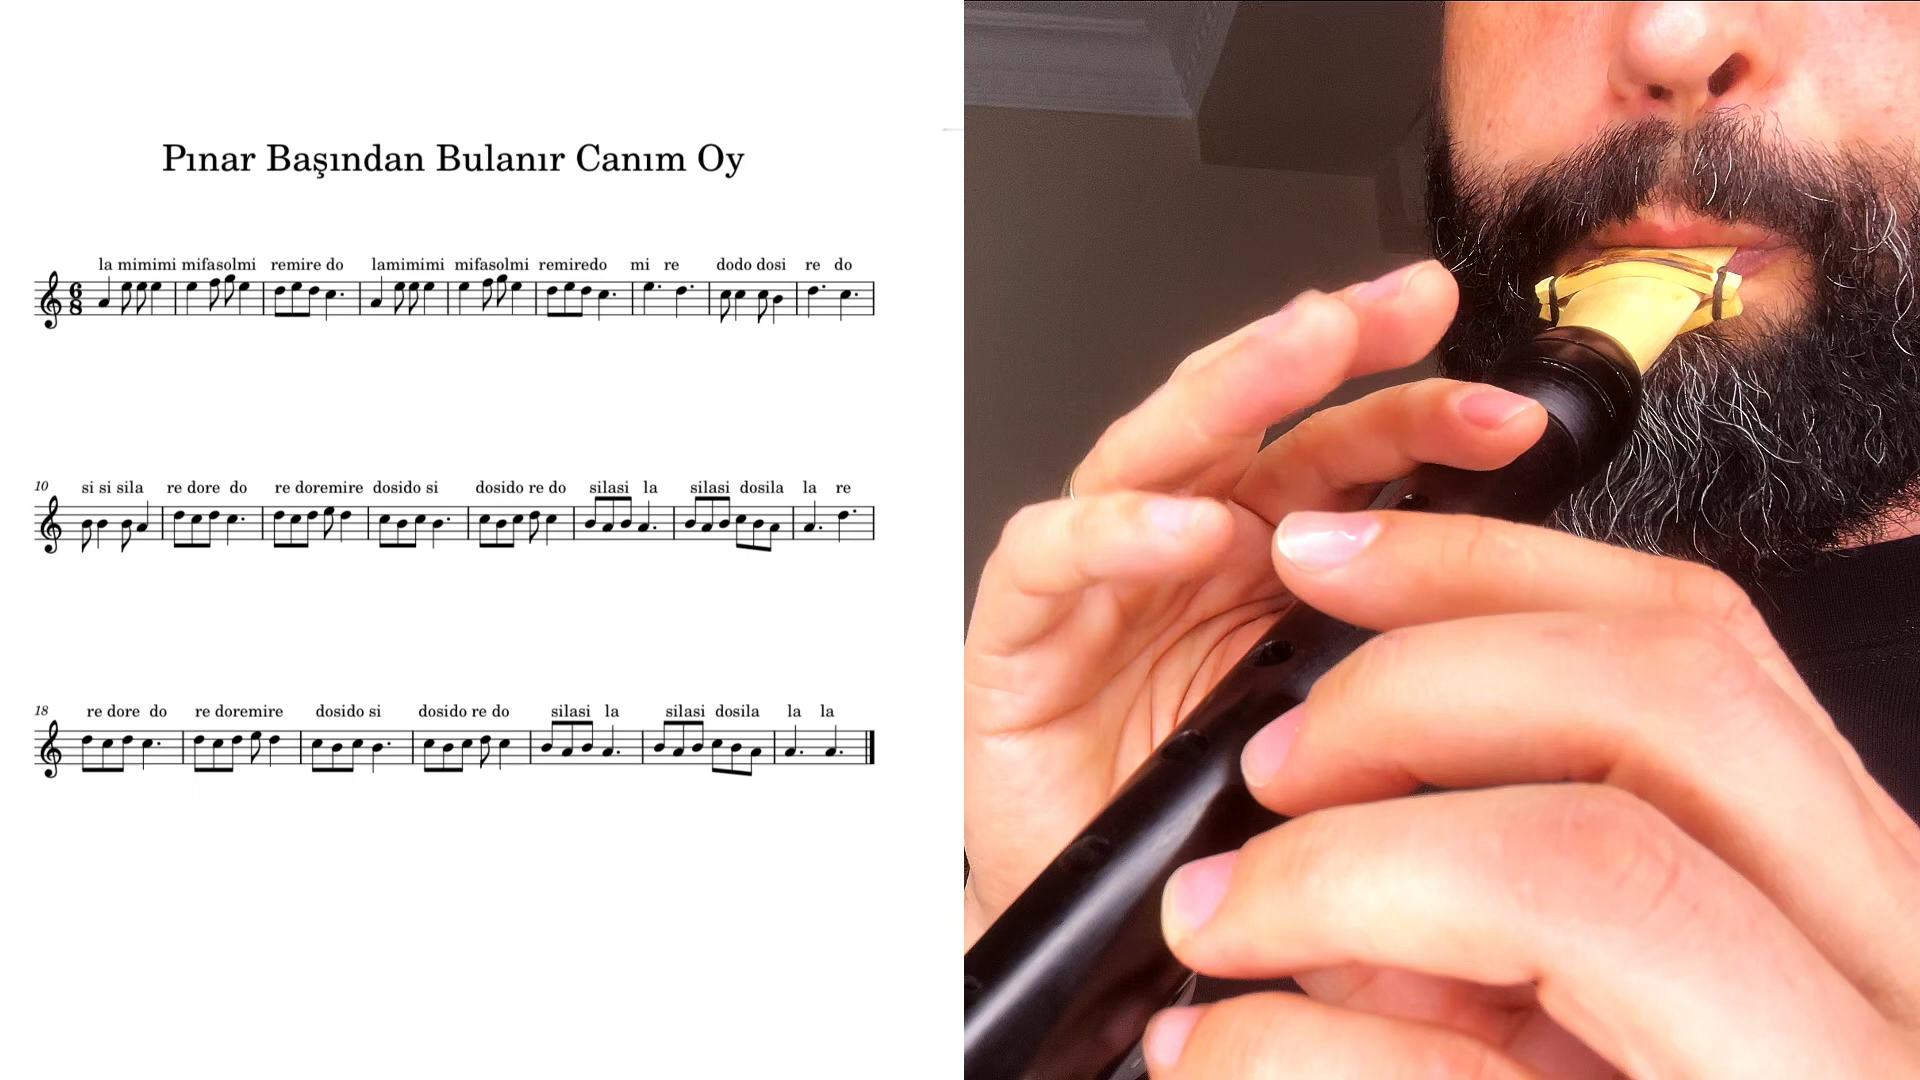 Pınar Başından Bulanır Canım Oy
la mimimi mifasolmi remire do lamimimi mifasolmi remiredo mi re dodo dosi re do
6
8
10 si si sila re dore do re doremire dosido si dosido re do silasi la silasi dosila la re
18 re dore do re doremire dosido si dosido re do silasi la silasi dosila la la